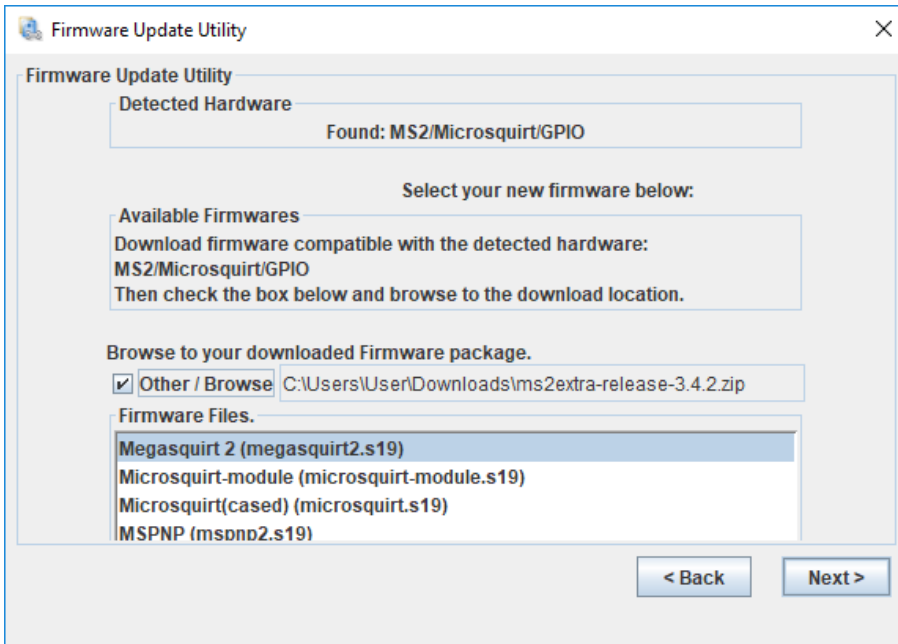 Firmware Update Utility
Firmware Update Utility
Detected Hardware
Found: MS2/Microsquirt/GPIO
Select your new firmware below:
Available Firmwares
Download firmware compatible with the detected hardware:
MS2/Microsquirt/GPIO
Then check the box below and browse to the download location.
Browse to your downloaded Firmware package.
Other / Browse C:\Users\User\Downloads\ms2extra-release-3.4.2.zip
Firmware Files.
Megasquirt 2 (megasquirt2.s19)
Microsquirt-module (microsquirt-module.s19)
Microsquirt(cased) (microsquirt.s19)
MSPNP (mspnp2.s19)
< Back Next >